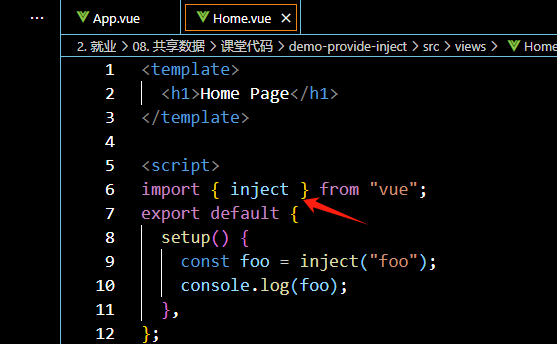 ···
App.vue
Home.vue ×
2. 就业 > 08. 共享数据 > 课堂代码 > demo-provide-inject > src > views > Home
1 <template>
2 <h1>Home Page</h1>
3 </template>
4
5 <script>
6 import { inject } from "vue";
7 export default {
8 setup() {
9 const foo = inject("foo");
10 console.log(foo);
11 },
12 };